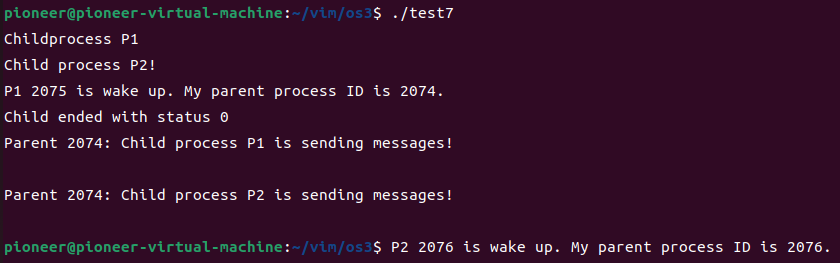 pioneer@pioneer-virtual-machine:~/vim/os3$ ./test7
Childprocess P1
Child process P2!
P1 2075 is wake up. My parent process ID is 2074.
Child ended with status 0
Parent 2074: Child process P1 is sending messages!
Parent 2074: Child process P2 is sending messages!
pioneer@pioneer-virtual-machine:~/vim/os3$ P2 2076 is wake up. My parent process ID is 2076.